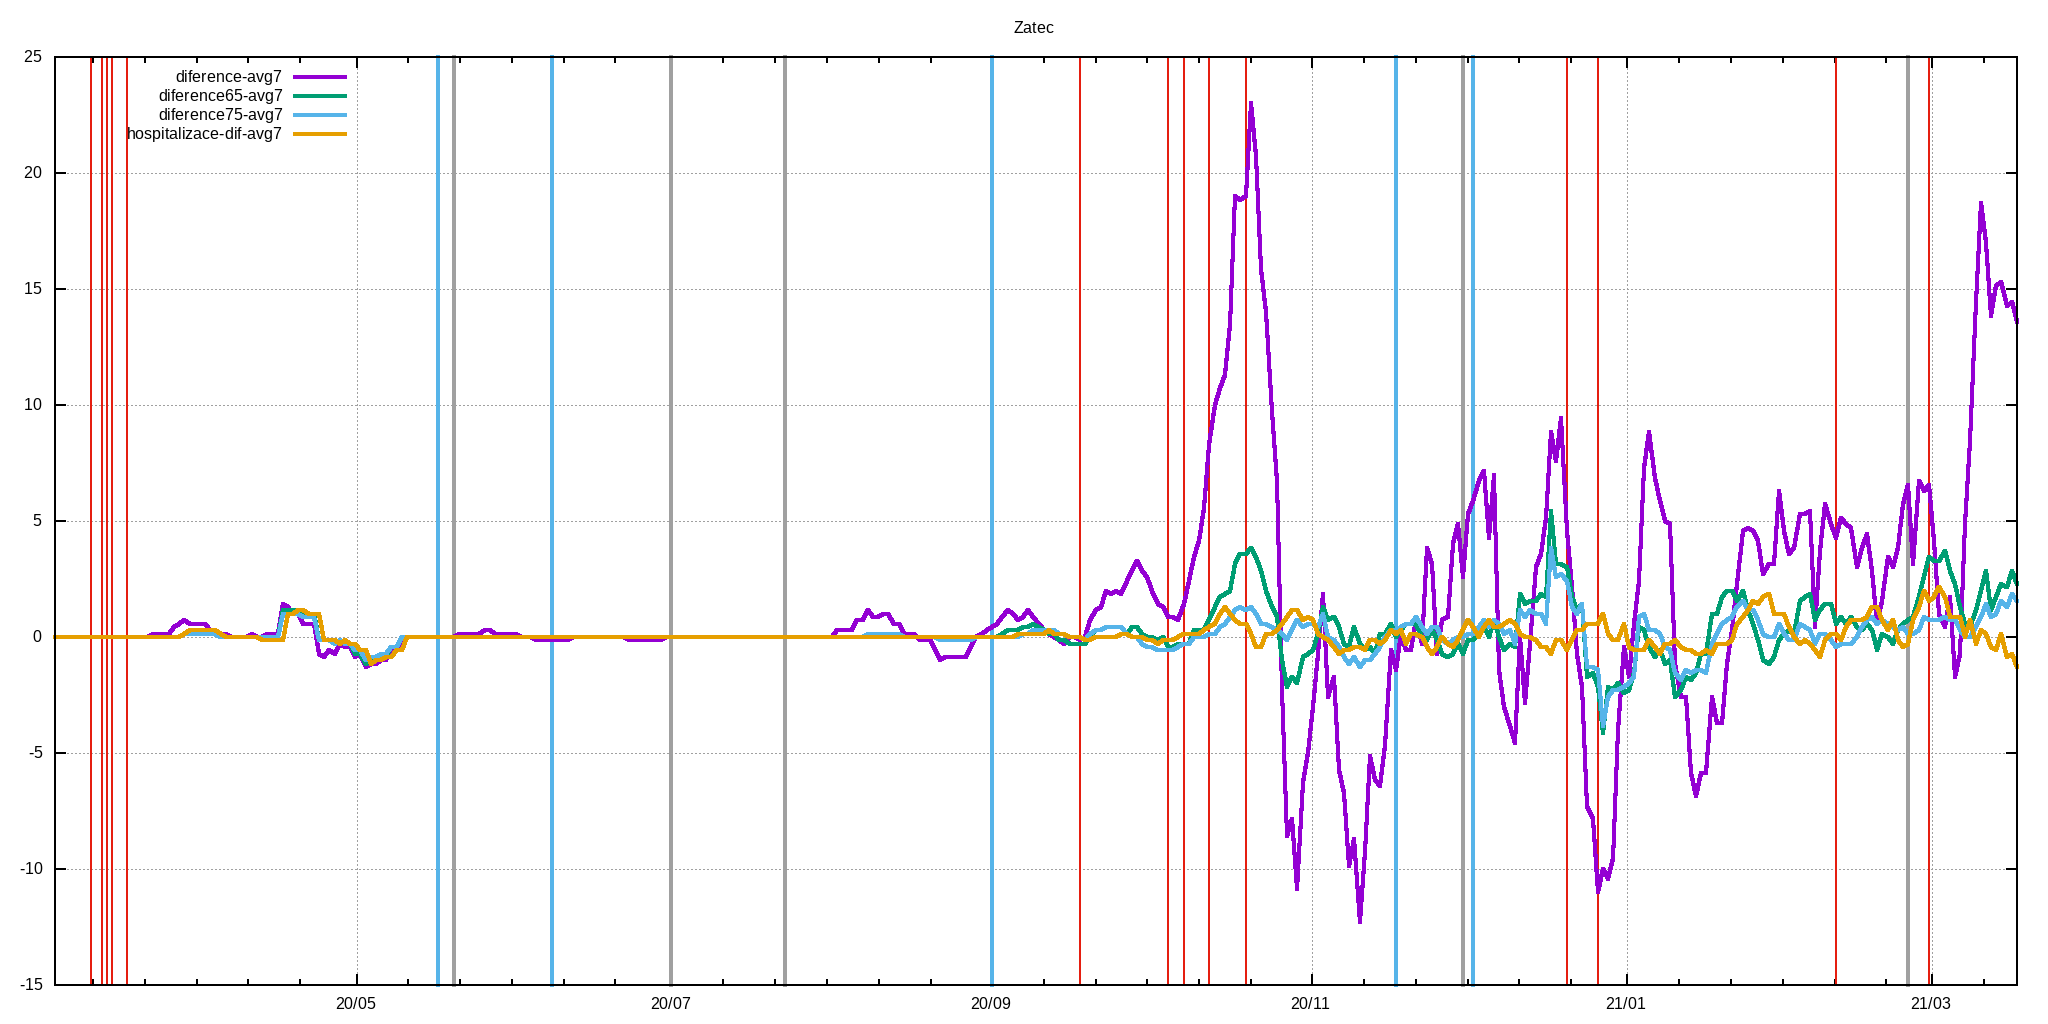 Zatec
25
diference-avg7
diference65-avg7
diference75-avg7
hospitalizace-dif-avg7
20
15
10
5
0
-5
-10
-15
20/05 20/07 20/09 20/11 21/01 21/03